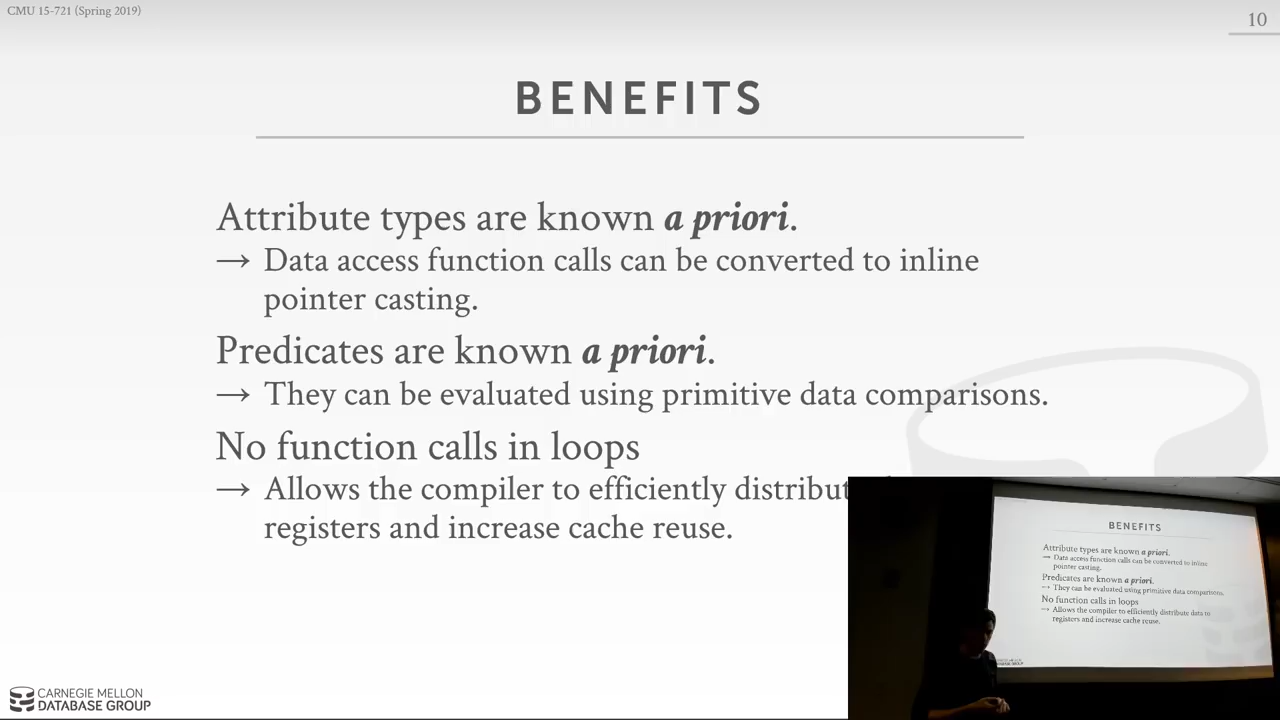 CMU 15-721 (Spring 2019)
10
BENEFITS
Attribute types are known a priori.
→ Data access function calls can be converted to inline
pointer casting.
Predicates are known a priori.
→ They can be evaluated using primitive data comparisons.
No function calls in loops
→ Allows the compiler to efficiently distribut
registers and increase cache reuse.
CARNEGIE MELLON
DATABASE GROUP
BENEFITS
Attribute types are known a priori.
→ Data access function calls can be converted to inline
pointer casting.
Predicates are known a priori.
→ They can be evaluated using primitive data comparisons.
No function calls in loops
→ Allows the compiler to efficiently distribute data to
registers and increase cache reuse.